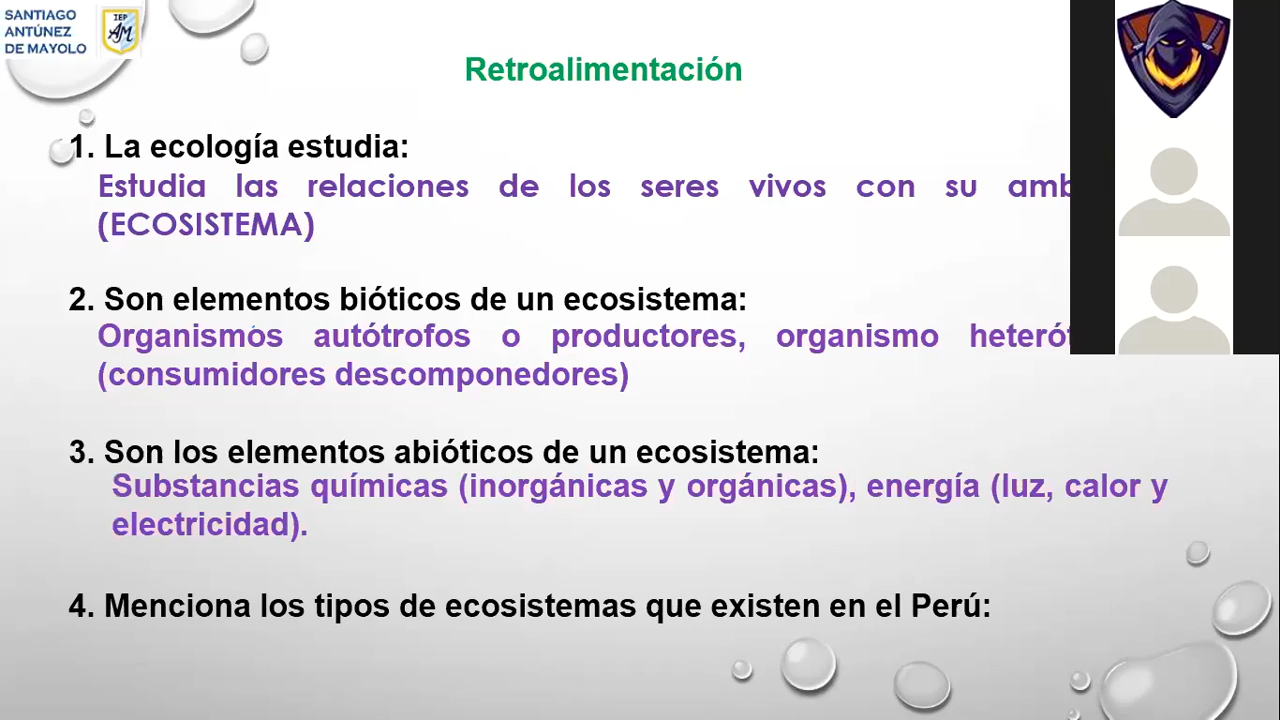 SANTIAGO
ANTÚNEZ
DE MAYOLO
IEP
AM
Retroalimentación
1. La ecología estudia:
Estudia las relaciones de los seres vivos con su
(ECOSISTEMA)
2. Son elementos bióticos de un ecosistema:
Organismos autótrofos o productores, organismo
(consumidores descomponedores)
3. Son los elementos abióticos de un ecosistema:
Substancias químicas (inorgánicas y orgánicas), energía (luz, calor y
electricidad).
4. Menciona los tipos de ecosistemas que existen en el Perú: